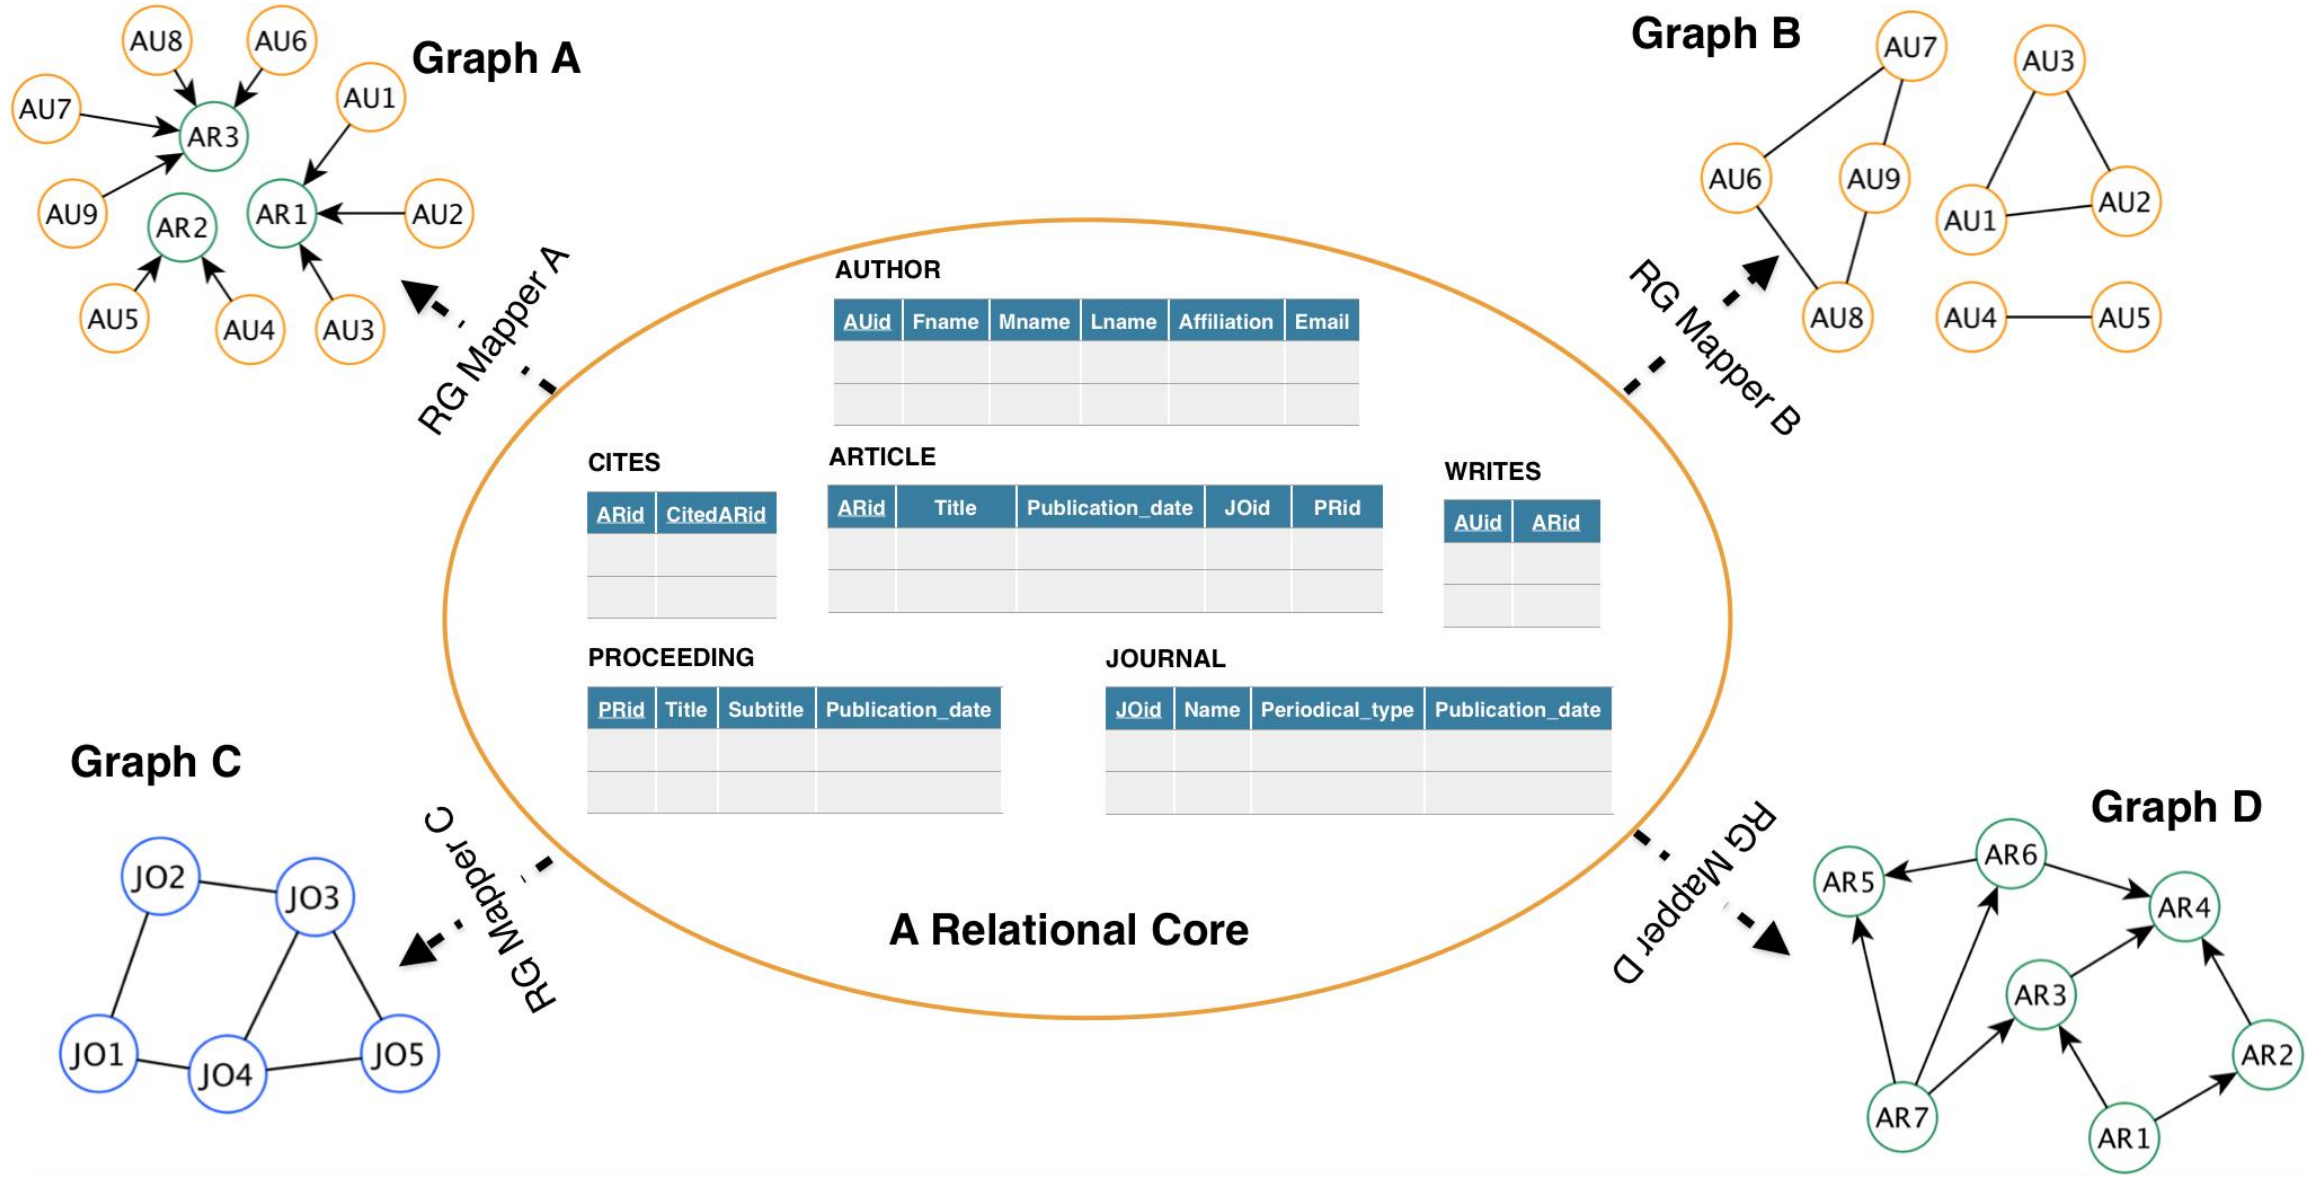 Graph A
AU8
AU6
AU1
AU7
AR3
AU9
AR2
AR1
AU2
AU5
AU4
AU3
RG Mapper A
Graph B
AU7
AU3
AU6
AU9
AU1
AU2
AU8
AU4
AU5
RG Mapper B
AUTHOR
AUid Fname Mname Lname Affiliation Email
CITES
ARid CitedARid
ARTICLE
ARid Title Publication_date JOid PRid
WRITES
AUid ARid
PROCEEDING
PRid Title Subtitle Publication_date
JOURNAL
JOid Name Periodical_type Publication_date
A Relational Core
Graph C
JO2
JO3
JO1
JO4
JO5
RG Mapper C
Graph D
AR6
AR5
AR4
AR3
AR2
AR7
AR1
RG Mapper D